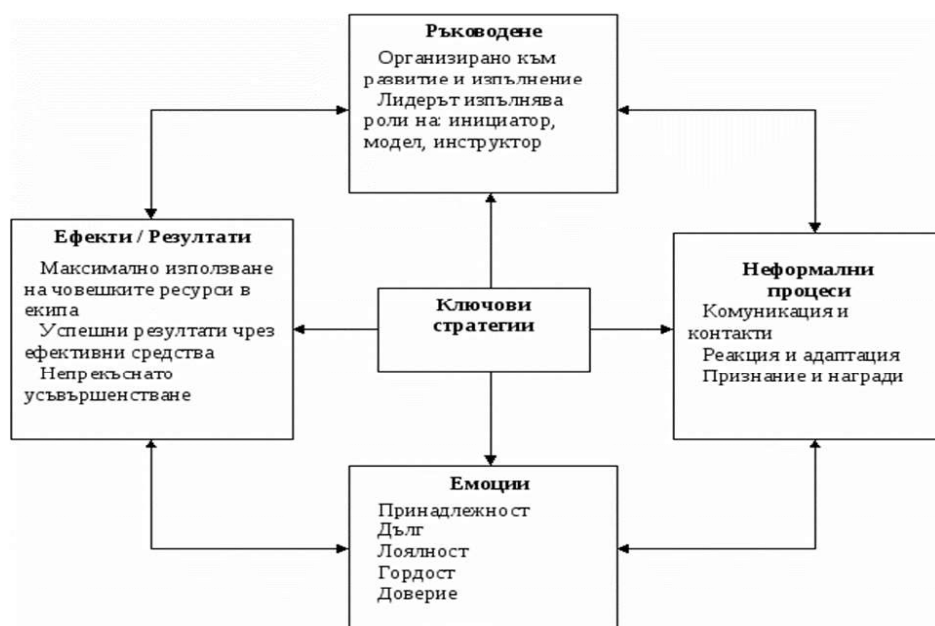 Ръководене
Организирано към
развитие и изпълнение
Лидерът изпълнява
роли на: инициатор,
модел, инструктор
Ефекти / Резултати
Максимално използване
на човешките ресурси в
екипа
Успешни резултати чрез
ефективни средства
Непрекъснато
усъвършенстване
Ключови
стратегии
Неформални
процеси
Комуникация и
контакти
Реакция и адаптация
Признание и награди
Емоции
Принадлежност
Дълг
Лоялност
Гордост
Доверие